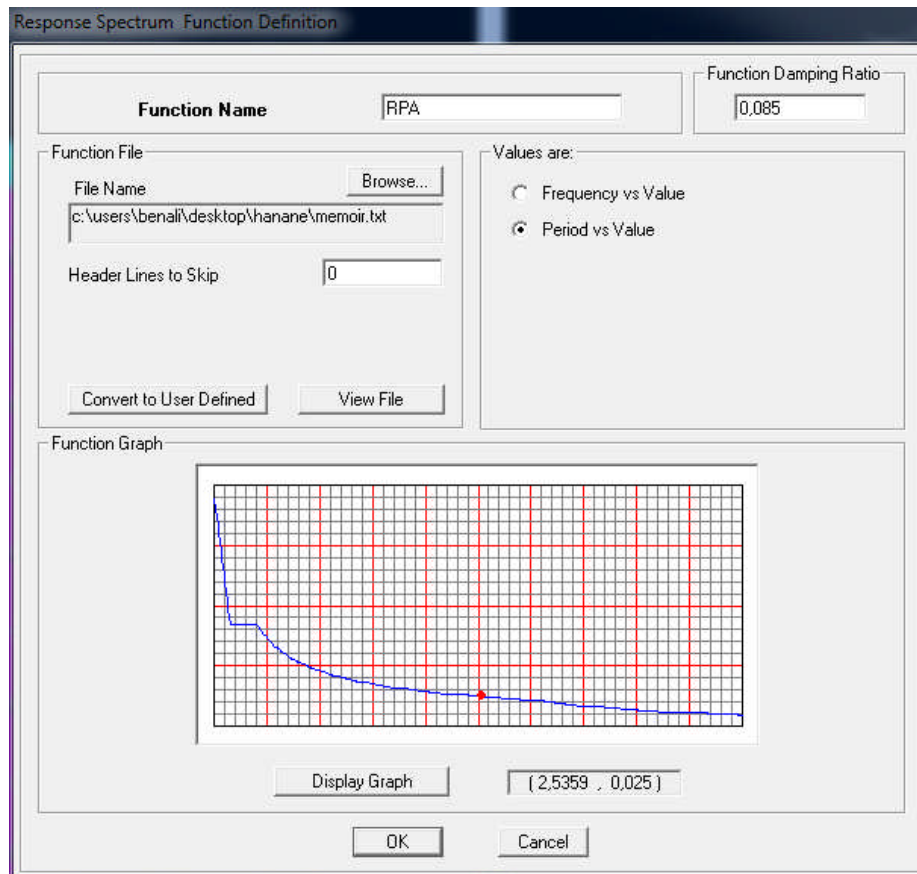 Response Spectrum Function Definition
Function Name
RPA
Function Damping Ratio
0,085
Function File
File Name
Browse...
c:\users\benali\desktop\hanane\memoir.txt
Header Lines to Skip
0
Convert to User Defined
View File
Values are:
Frequency vs Value
Period vs Value
Function Graph
Display Graph
( 2,5359 , 0,025 )
OK
Cancel